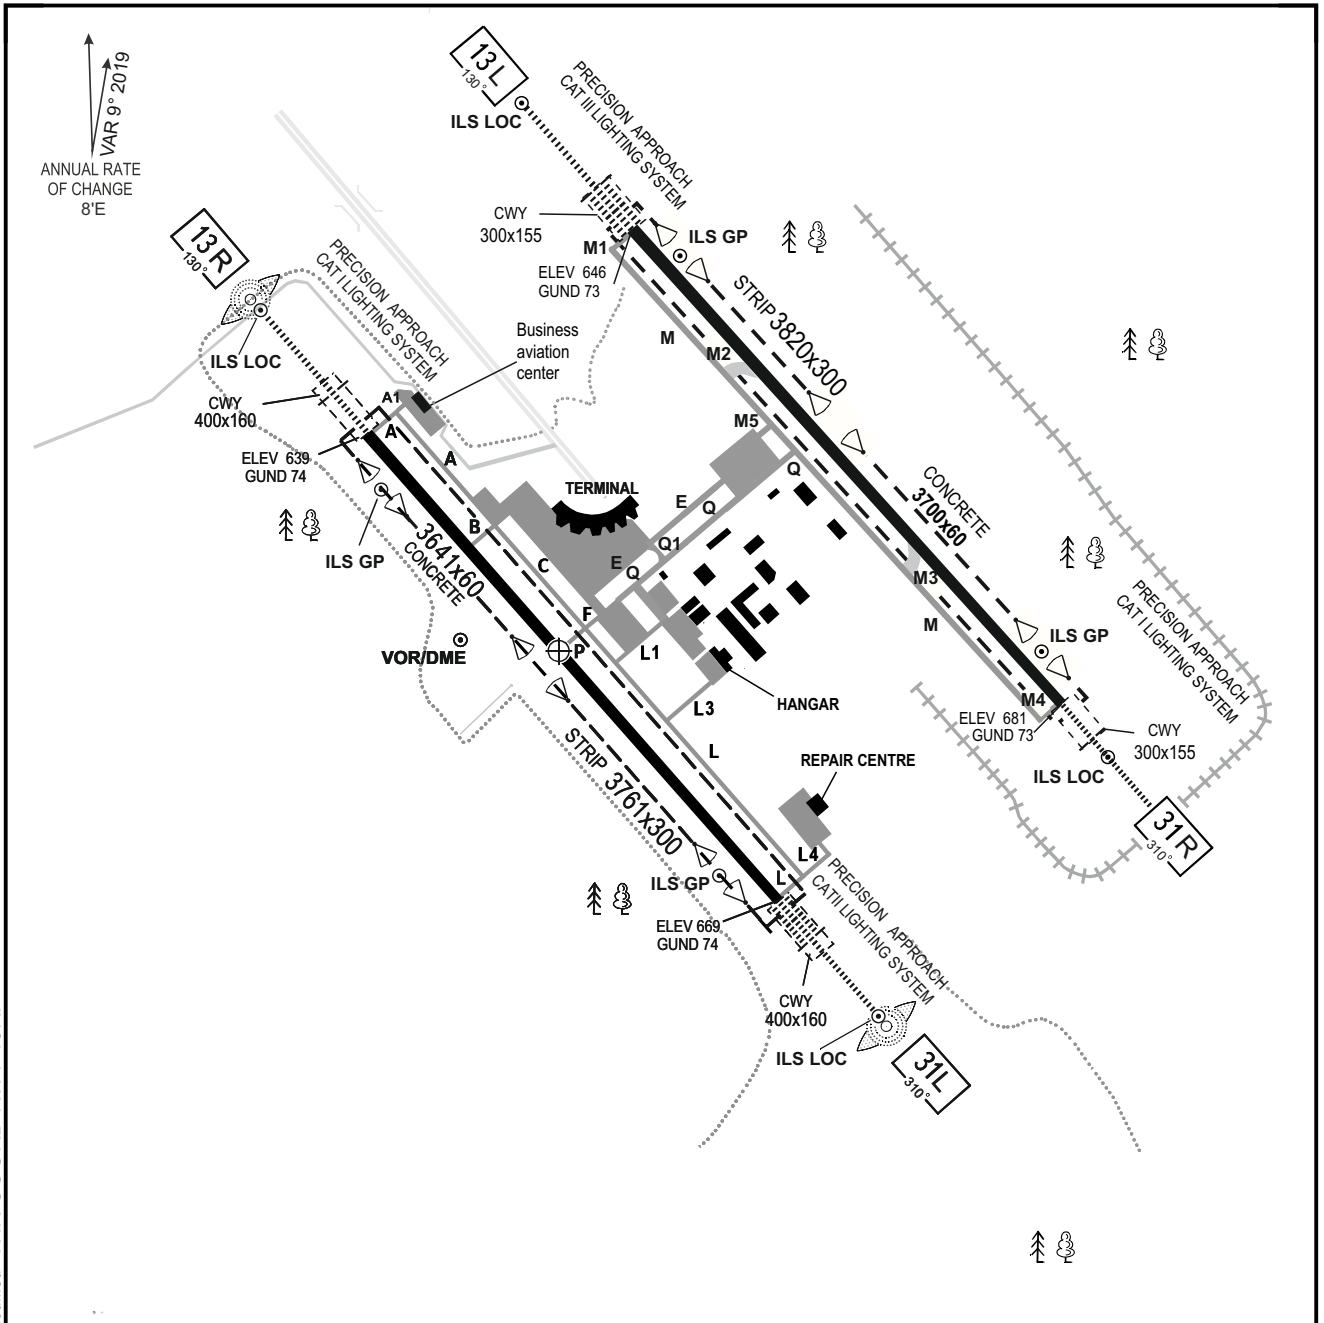 VAR 9° 2019
ANNUAL RATE
OF CHANGE
8'E
13L
130°
ILS LOC
PRECISION APPROACH
CAT III LIGHTING SYSTEM
CWY
300x155
M1
ILS GP
ELEV 646
GUND 73
STRIP 3820x300
13R
130°
PRECISION APPROACH
CAT I LIGHTING SYSTEM
ILS LOC
Business
aviation
center
M
M2
CWY
400x160
A1
A
A
M5
ELEV 639
GUND 74
TERMINAL
Q
CONCRETE
3700x60
E
Q
B
3641x60
CONCRETE
ILS GP
C
E
Q
Q1
M3
F
M
PRECISION APPROACH
CAT I LIGHTING SYSTEM
VOR/DME
P
L1
ILS GP
HANGAR
M4
L3
ELEV 681
GUND 73
CWY
300x155
L
STRIP 3761x300
REPAIR CENTRE
ILS LOC
31R
310°
L4
L
ILS GP
PRECISION APPROACH
CATII LIGHTING SYSTEM
ELEV 669
GUND 74
CWY
400x160
ILS LOC
31L
310°